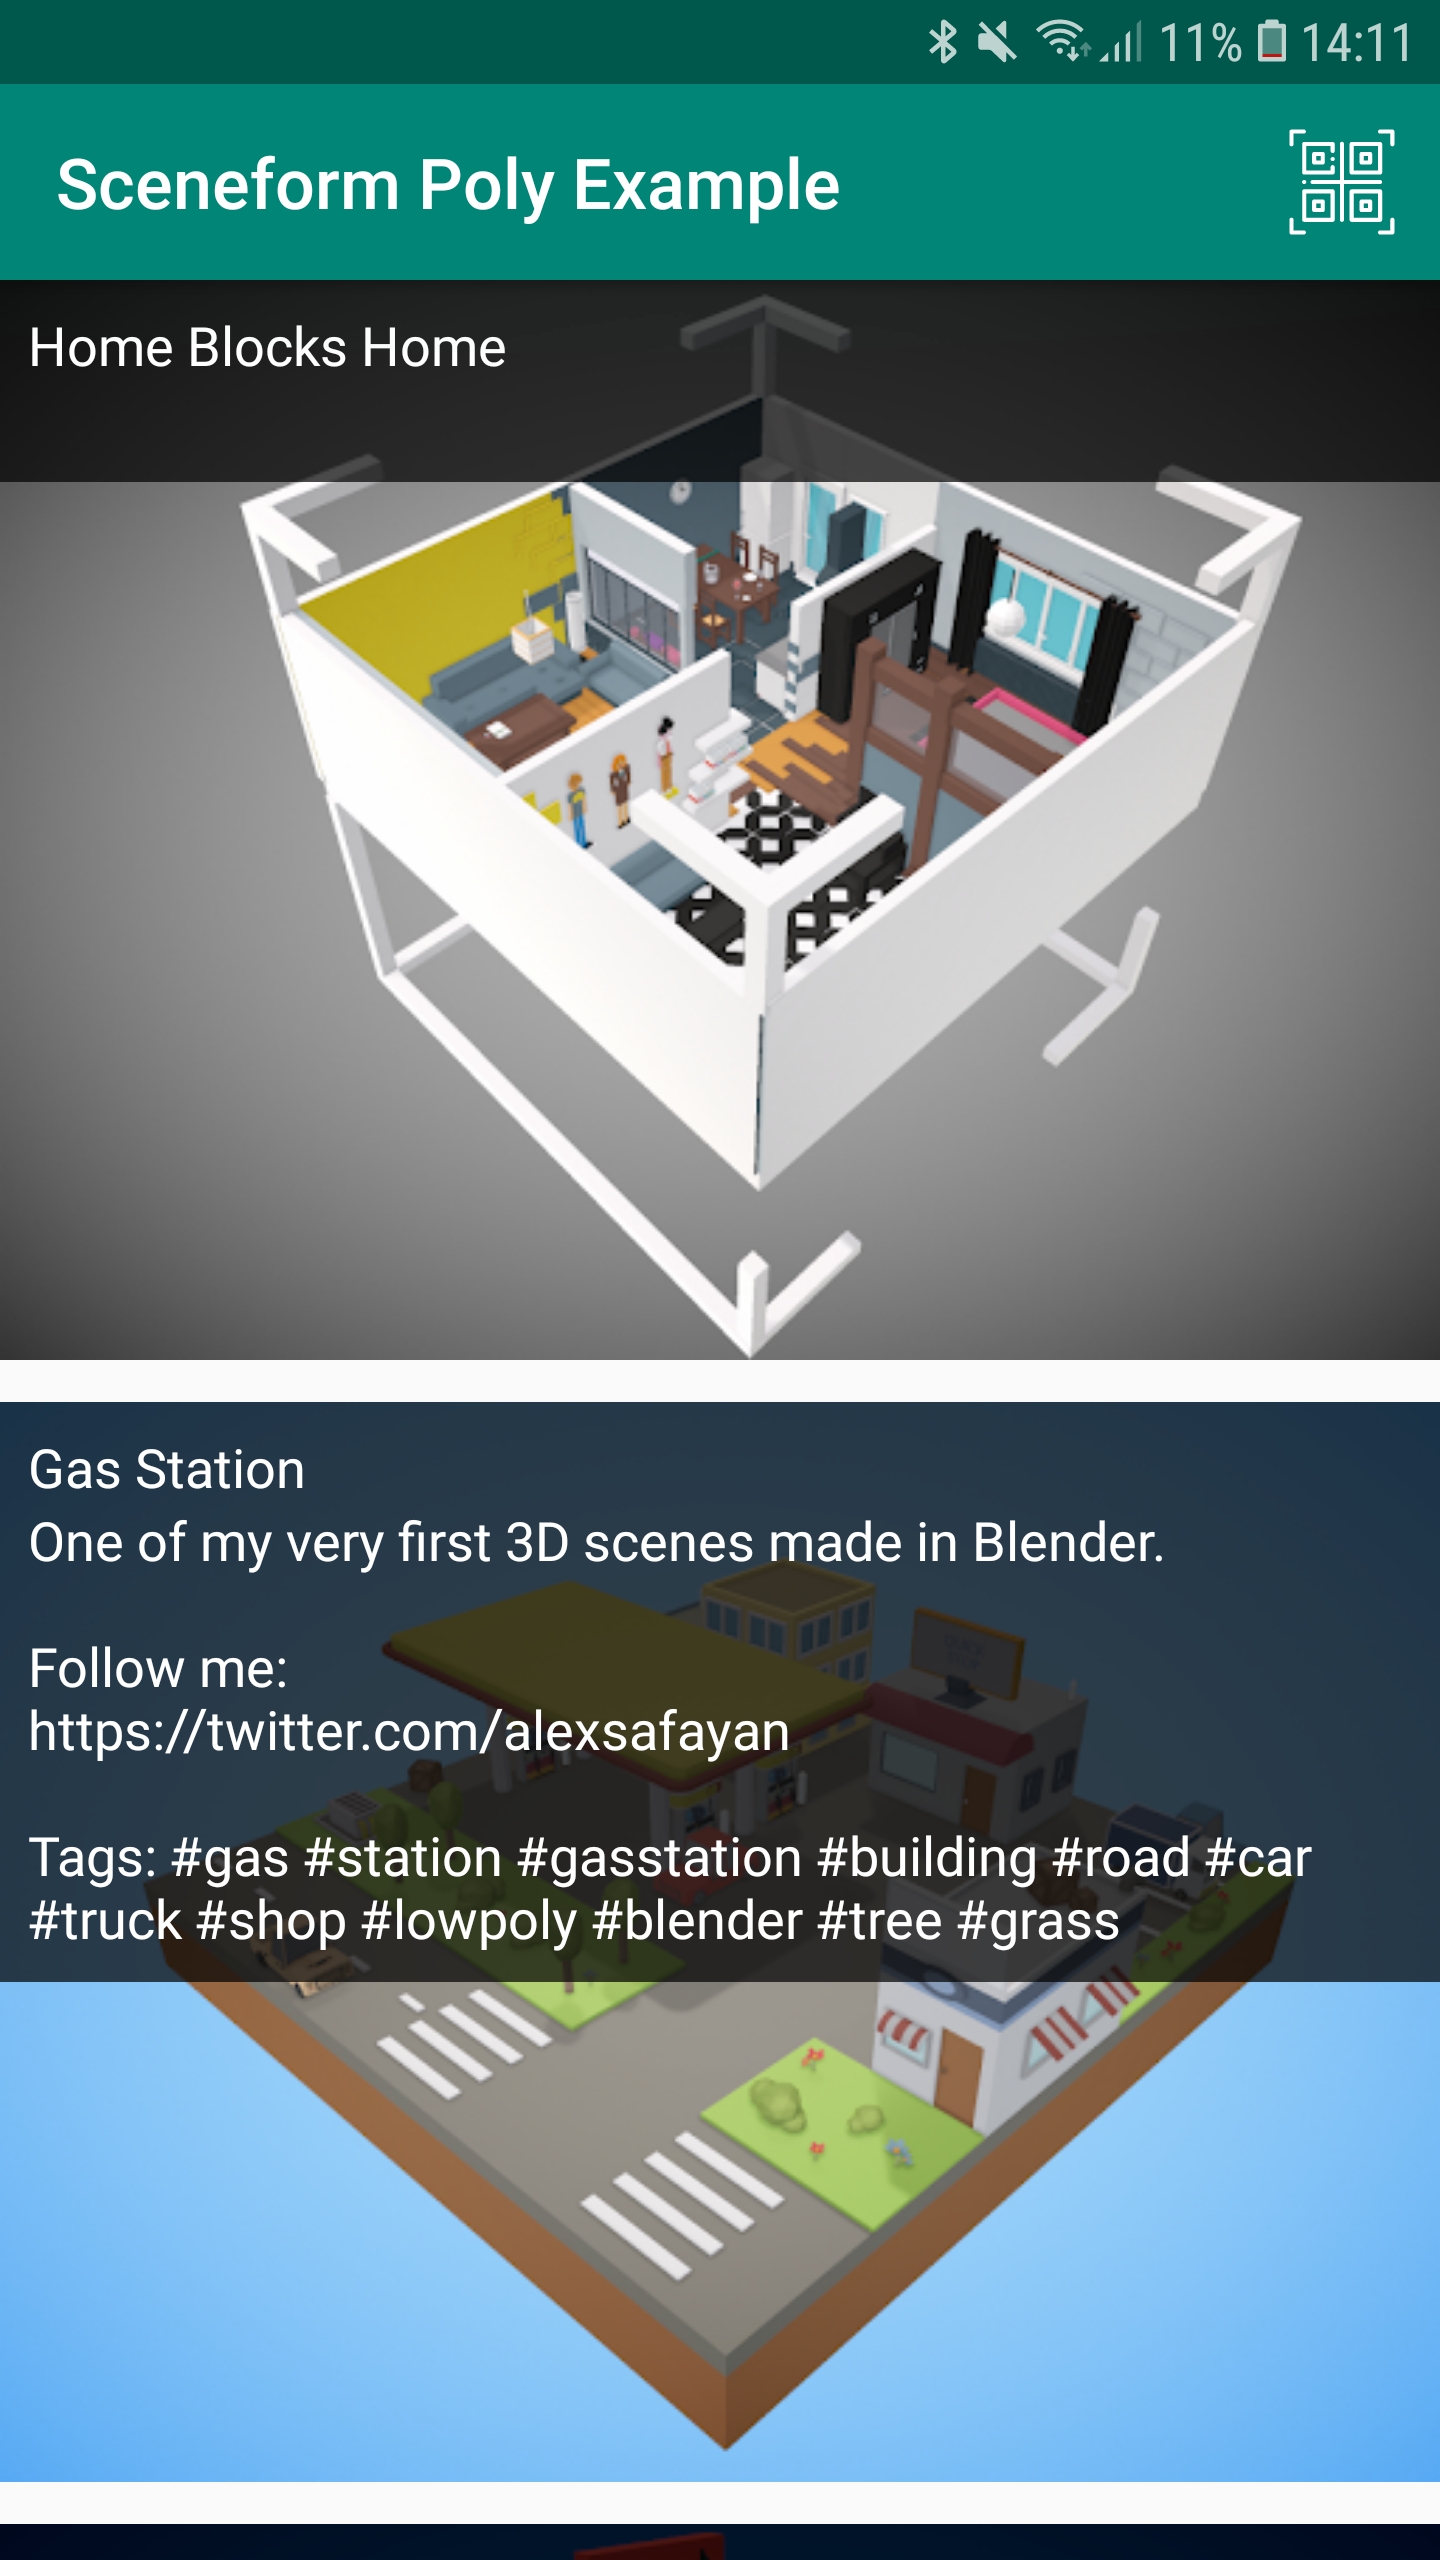 11% 14:11
Sceneform Poly Example
Home Blocks Home
Gas Station
One of my very first 3D scenes made in Blender.
Follow me:
https://twitter.com/alexsafayan
Tags: #gas #station #gasstation #building #road #car
#truck #shop #lowpoly #blender #tree #grass